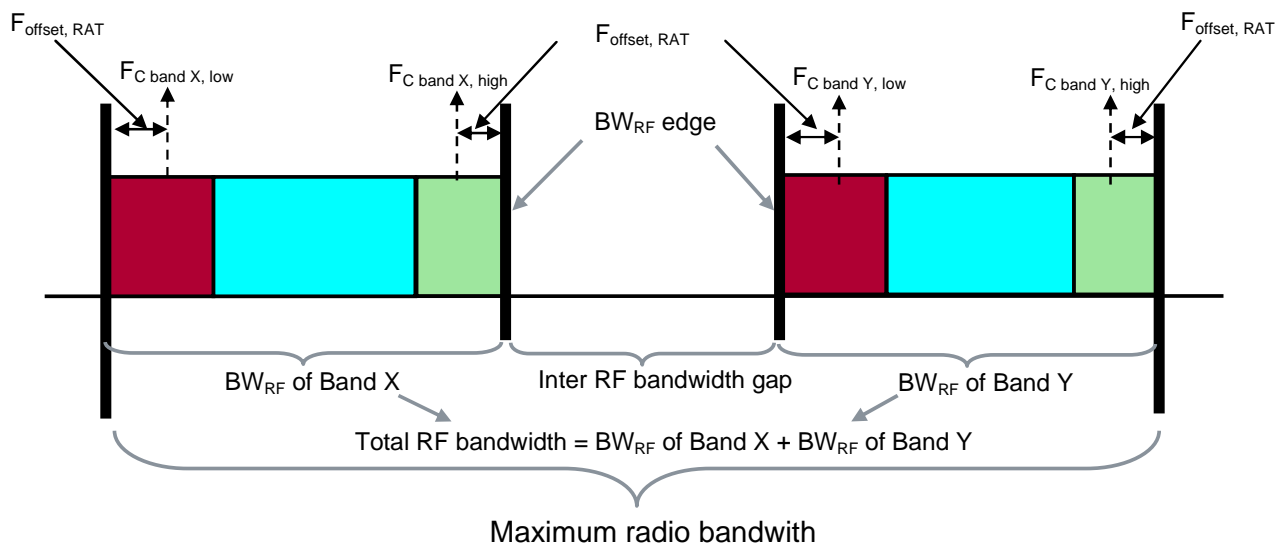 Foffset, RAT
Foffset, RAT
Foffset, RAT
FC band X, low
FC band X, high
FC band Y, low
FC band Y, high
BWRF edge
BWRF of Band X
Inter RF bandwidth gap
BWRF of Band Y
Total RF bandwidth = BWRF of Band X + BWRF of Band Y
Maximum radio bandwith